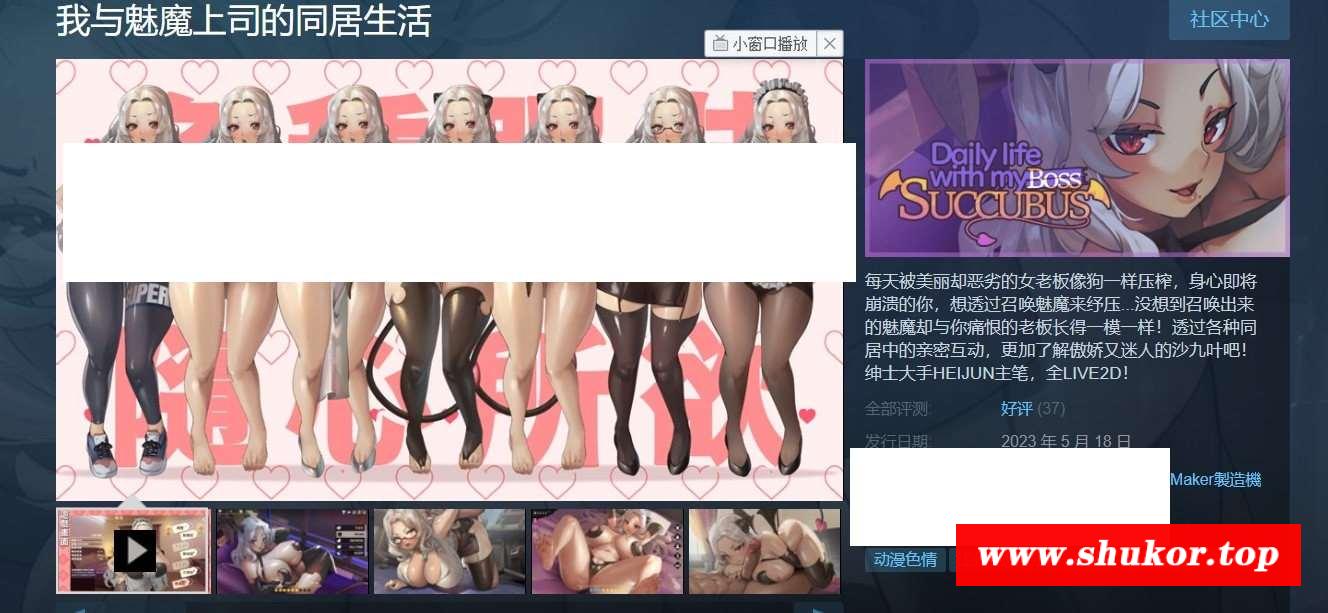 我与魅魔上司的同居生活
社区中心
小窗口播放
SUPER
隨心所欲
Daily life
with my Boss
SUCCUBUS
每天被美丽却恶劣的女老板像狗一样压榨，身心即将
崩溃的你，想透过召唤魅魔来纾压...没想到召唤出来
的魅魔却与你痛恨的老板长得一模一样！透过各种同
居中的亲密互动，更加了解傲娇又迷人的沙九叶吧！
绅士大手HEIJUN主笔，全LIVE2D！
全部评测: 好评 (37)
发行日期: 2023 年 5 月 18 日
Maker製造機
动漫色情
www.shukor.top